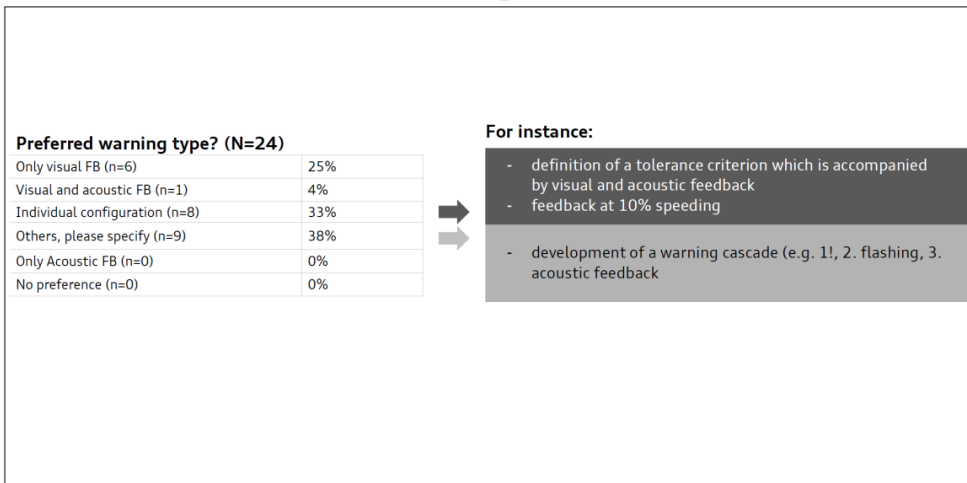 Preferred warning type? (N=24)
Only visual FB (n=6) 25%
Visual and acoustic FB (n=1) 4%
Individual configuration (n=8) 33%
Others, please specify (n=9) 38%
Only Acoustic FB (n=0) 0%
No preference (n=0) 0%
For instance:
- definition of a tolerance criterion which is accompanied
by visual and acoustic feedback
- feedback at 10% speeding
- development of a warning cascade (e.g. 1!, 2. flashing, 3.
acoustic feedback